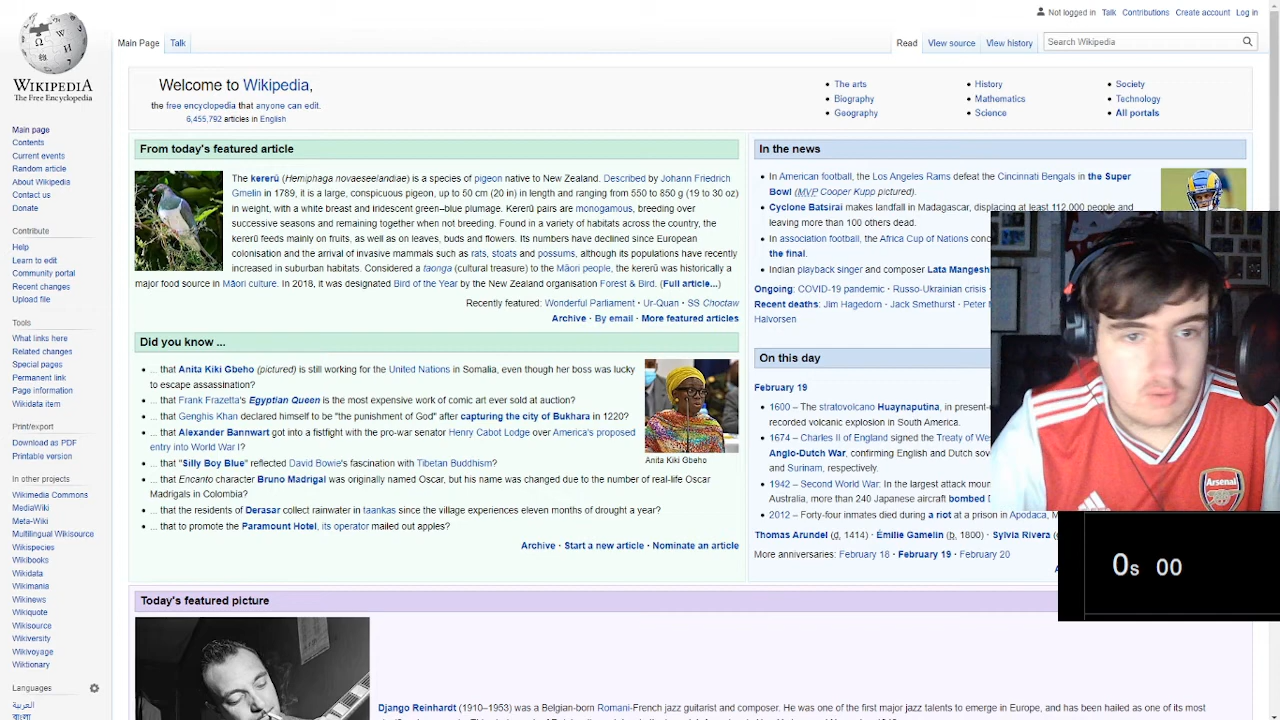 Not logged in Talk Contributions Create account Log in
Main Page Talk Read View source View history Search Wikipedia
WIKIPEDIA
The Free Encyclopedia
Main page
Contents
Current events
Random article
About Wikipedia
Contact us
Donate
Contribute
Help
Learn to edit
Community portal
Recent changes
Upload file
Tools
What links here
Related changes
Special pages
Permanent link
Page information
Wikidata item
Print/export
Download as PDF
Printable version
In other projects
Wikimedia Commons
MediaWiki
Meta-Wiki
Multilingual Wikisource
Wikispecies
Wikibooks
Wikidata
Wikimania
Wikinews
Wikiquote
Wikisource
Wikiversity
Wikivoyage
Wiktionary
Languages
العربية
বাংলা
Welcome to Wikipedia,
the free encyclopedia that anyone can edit.
6,455,792 articles in English
• The arts
• Biography
• Geography
• History
• Mathematics
• Science
• Society
• Technology
• All portals
From today's featured article
The kererū (Hemiphaga novaeseelandiae) is a species of pigeon native to New Zealand. Described by Johann Friedrich
Gmelin in 1789, it is a large, conspicuous pigeon, up to 50 cm (20 in) in length and ranging from 550 to 850 g (19 to 30 oz)
in weight, with a white breast and iridescent green–blue plumage. Kererū pairs are monogamous, breeding over
successive seasons and remaining together when not breeding. Found in a variety of habitats across the country, the
kererū feeds mainly on fruits, as well as on leaves, buds and flowers. Its numbers have declined since European
colonisation and the arrival of invasive mammals such as rats, stoats and possums, although its populations have recently
increased in suburban habitats. Considered a taonga (cultural treasure) to the Māori people, the kererū was historically a
major food source in Māori culture. In 2018, it was designated Bird of the Year by the New Zealand organisation Forest & Bird. (Full article...)
Recently featured: Wonderful Parliament · Ur-Quan · SS Choctaw
Archive · By email · More featured articles
Did you know ...
• ... that Anita Kiki Gbeho (pictured) is still working for the United Nations in Somalia, even though her boss was lucky
to escape assassination?
• ... that Frank Frazetta's Egyptian Queen is the most expensive work of comic art ever sold at auction?
• ... that Genghis Khan declared himself to be "the punishment of God" after capturing the city of Bukhara in 1220?
• ... that Alexander Bannwart got into a fistfight with the pro-war senator Henry Cabot Lodge over America's proposed
entry into World War I?
• ... that "Silly Boy Blue" reflected David Bowie's fascination with Tibetan Buddhism?
• ... that Encanto character Bruno Madrigal was originally named Oscar, but his name was changed due to the number of real-life Oscar
Madrigals in Colombia?
• ... that the residents of Derasar collect rainwater in taankas since the village experiences eleven months of drought a year?
• ... that to promote the Paramount Hotel, its operator mailed out apples?
Anita Kiki Gbeho
Archive · Start a new article · Nominate an article
In the news
• In American football, the Los Angeles Rams defeat the Cincinnati Bengals in the Super
Bowl (MVP Cooper Kupp pictured).
• Cyclone Batsirai makes landfall in Madagascar, displacing at least 112,000 people and
leaving more than 100 others dead.
• In association football, the Africa Cup of Nations conc
the final.
• Indian playback singer and composer Lata Mangesh
Ongoing: COVID-19 pandemic · Russo-Ukrainian crisis ·
Recent deaths: Jim Hagedorn · Jack Smethurst · Peter
Halvorsen
On this day
February 19
• 1600 – The stratovolcano Huaynaputina, in present-
recorded volcanic explosion in South America.
• 1674 – Charles II of England signed the Treaty of Wes
Anglo-Dutch War, confirming English and Dutch sov
and Surinam, respectively.
• 1942 – Second World War: In the largest attack moun
Australia, more than 240 Japanese aircraft bombed D
• 2012 – Forty-four inmates died during a riot at a prison in Apodaca, M
Thomas Arundel (d. 1414) · Émilie Gamelin (b. 1800) · Sylvia Rivera (
More anniversaries: February 18 · February 19 · February 20
Arsenal
0s 00
Today's featured picture
Django Reinhardt (1910–1953) was a Belgian-born Romani-French jazz guitarist and composer. He was one of the first major jazz talents to emerge in Europe, and has been hailed as one of its most